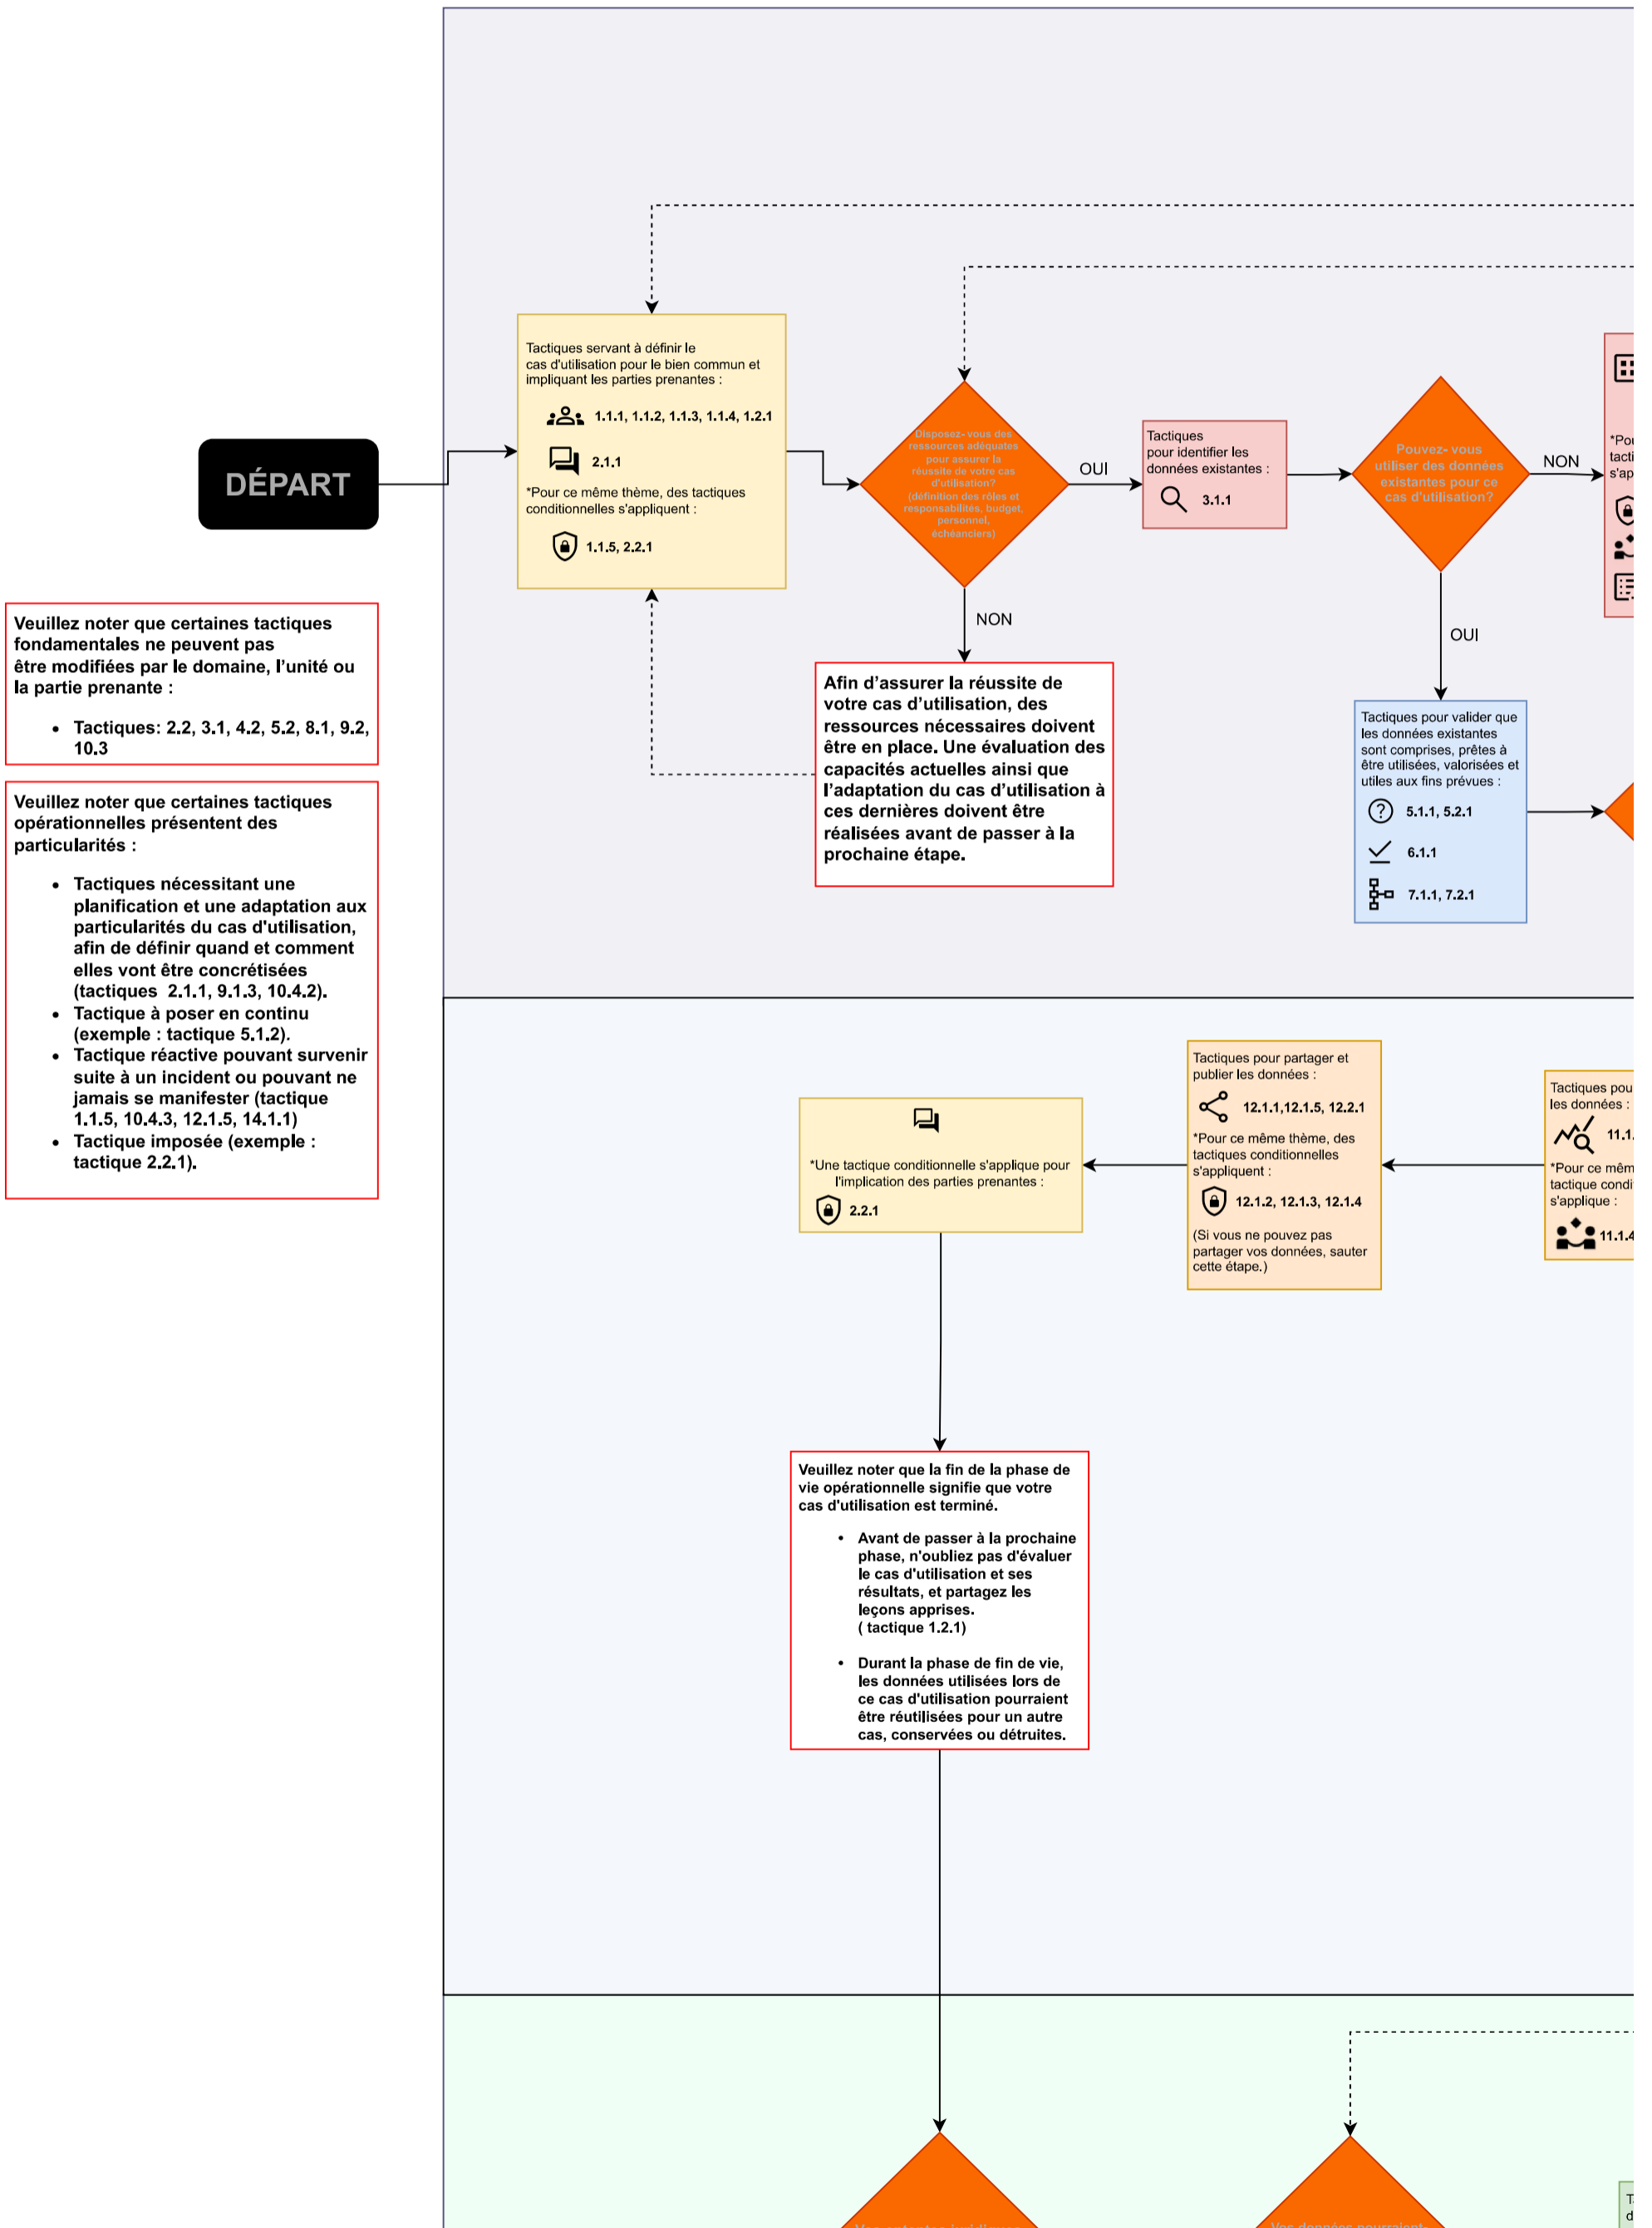 DÉPART
Veuillez noter que certaines tactiques
fondamentales ne peuvent pas
être modifiées par le domaine, l'unité ou
la partie prenante :
• Tactiques: 2.2, 3.1, 4.2, 5.2, 8.1, 9.2,
10.3
Veuillez noter que certaines tactiques
opérationnelles présentent des
particularités :
• Tactiques nécessitant une
planification et une adaptation aux
particularités du cas d'utilisation,
afin de définir quand et comment
elles vont être concrétisées
(tactiques 2.1.1, 9.1.3, 10.4.2).
• Tactique à poser en continu
(exemple : tactique 5.1.2).
• Tactique réactive pouvant survenir
suite à un incident ou pouvant ne
jamais se manifester (tactique
1.1.5, 10.4.3, 12.1.5, 14.1.1)
• Tactique imposée (exemple :
tactique 2.2.1).
Tactiques servant à définir le
cas d'utilisation pour le bien commun et
impliquant les parties prenantes :
1.1.1, 1.1.2, 1.1.3, 1.1.4, 1.2.1
2.1.1
*Pour ce même thème, des tactiques
conditionnelles s'appliquent :
1.1.5, 2.2.1
Disposez-vous des
ressources adéquates
pour assurer la
réussite de votre cas
d'utilisation?
(définition des rôles et
responsabilités, budget,
personnel,
échéanciers)
OUI
NON
Afin d'assurer la réussite de
votre cas d'utilisation, des
ressources nécessaires doivent
être en place. Une évaluation des
capacités actuelles ainsi que
l'adaptation du cas d'utilisation à
ces dernières doivent être
réalisées avant de passer à la
prochaine étape.
Tactiques
pour identifier les
données existantes :
3.1.1
Pouvez- vous
utiliser des données
existantes pour ce
cas d'utilisation?
NON
OUI
*Pou
tacti
s'ap
Tactiques pour valider que
les données existantes
sont comprises, prêtes à
être utilisées, valorisées et
utiles aux fins prévues :
5.1.1, 5.2.1
6.1.1
7.1.1, 7.2.1
Tactiques pou
les données :
11.1.
*Pour ce mêm
tactique condi
s'applique :
11.1.4
Tactiques pour partager et
publier les données :
12.1.1,12.1.5, 12.2.1
*Pour ce même thème, des
tactiques conditionnelles
s'appliquent :
12.1.2, 12.1.3, 12.1.4
(Si vous ne pouvez pas
partager vos données, sauter
cette étape.)
*Une tactique conditionnelle s'applique pour
l'implication des parties prenantes :
2.2.1
Veuillez noter que la fin de la phase de
vie opérationnelle signifie que votre
cas d'utilisation est terminé.
• Avant de passer à la prochaine
phase, n'oubliez pas d'évaluer
le cas d'utilisation et ses
résultats, et partagez les
leçons apprises.
( tactique 1.2.1)
• Durant la phase de fin de vie,
les données utilisées lors de
ce cas d'utilisation pourraient
être réutilisées pour un autre
cas, conservées ou détruites.
Vos données pourraient